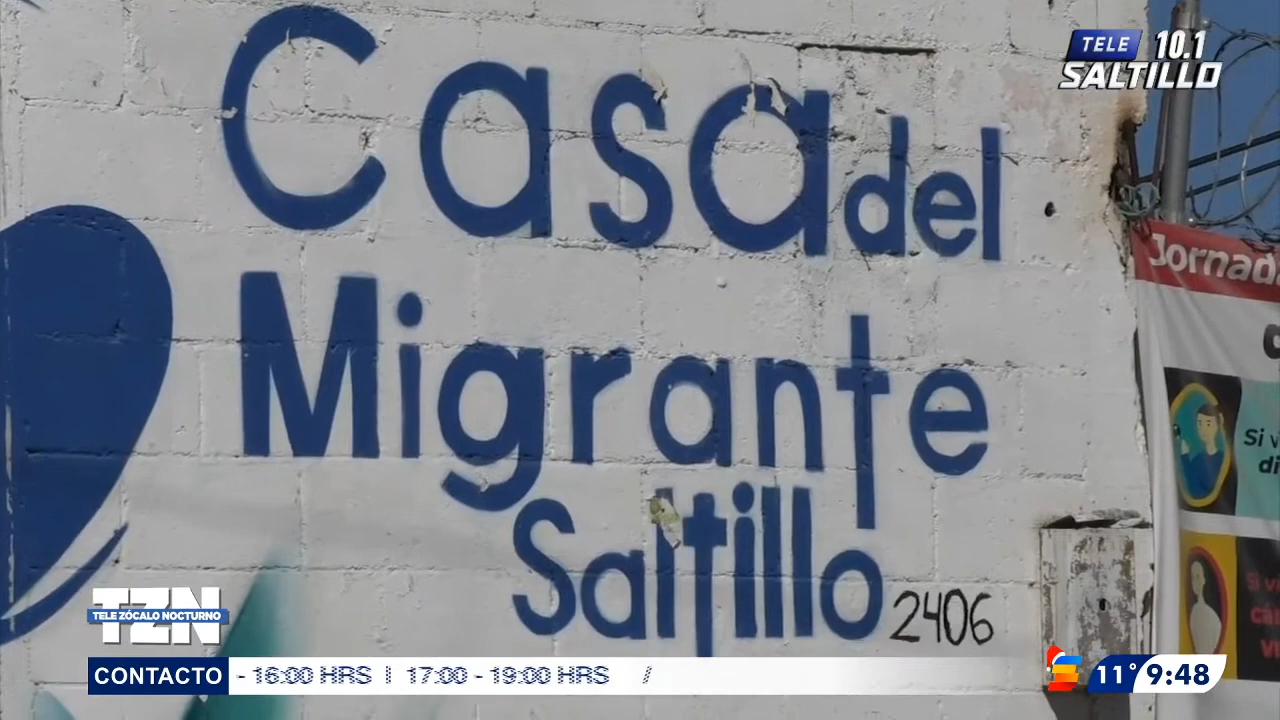 Casa del
Migrante
Saltillo
2406
TELE 10.1
SALTILLO
Jornad
Si v
di
Si v
TZN
TELE ZÓCALO NOCTURNO
CONTACTO - 16:00 HRS | 17:00 - 19:00 HRS /
11° 9:48